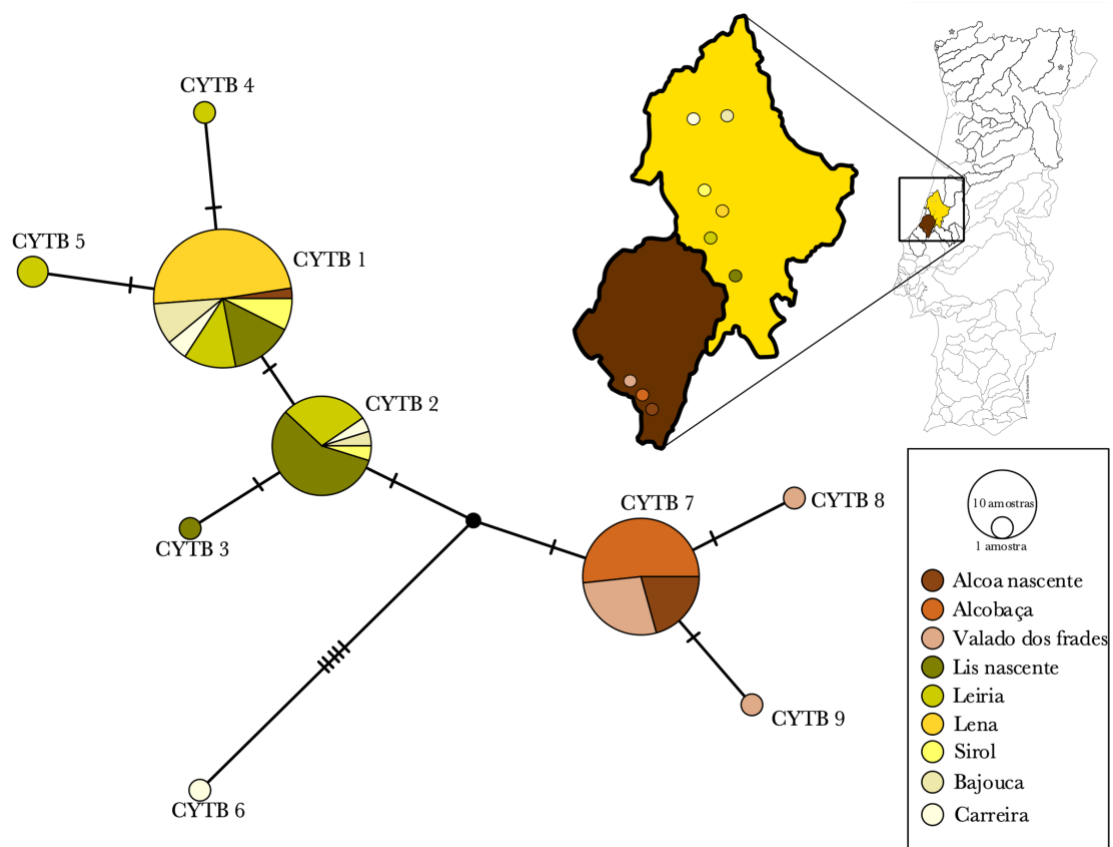 CYTB 4
CYTB 5
CYTB 1
CYTB 2
CYTB 3
CYTB 7
CYTB 8
CYTB 9
CYTB 6
10 amostras
1 amostra
Alcoa nascente
Alcobaça
Valado dos frades
Lis nascente
Leiria
Lena
Sirol
Bajouca
Carreira